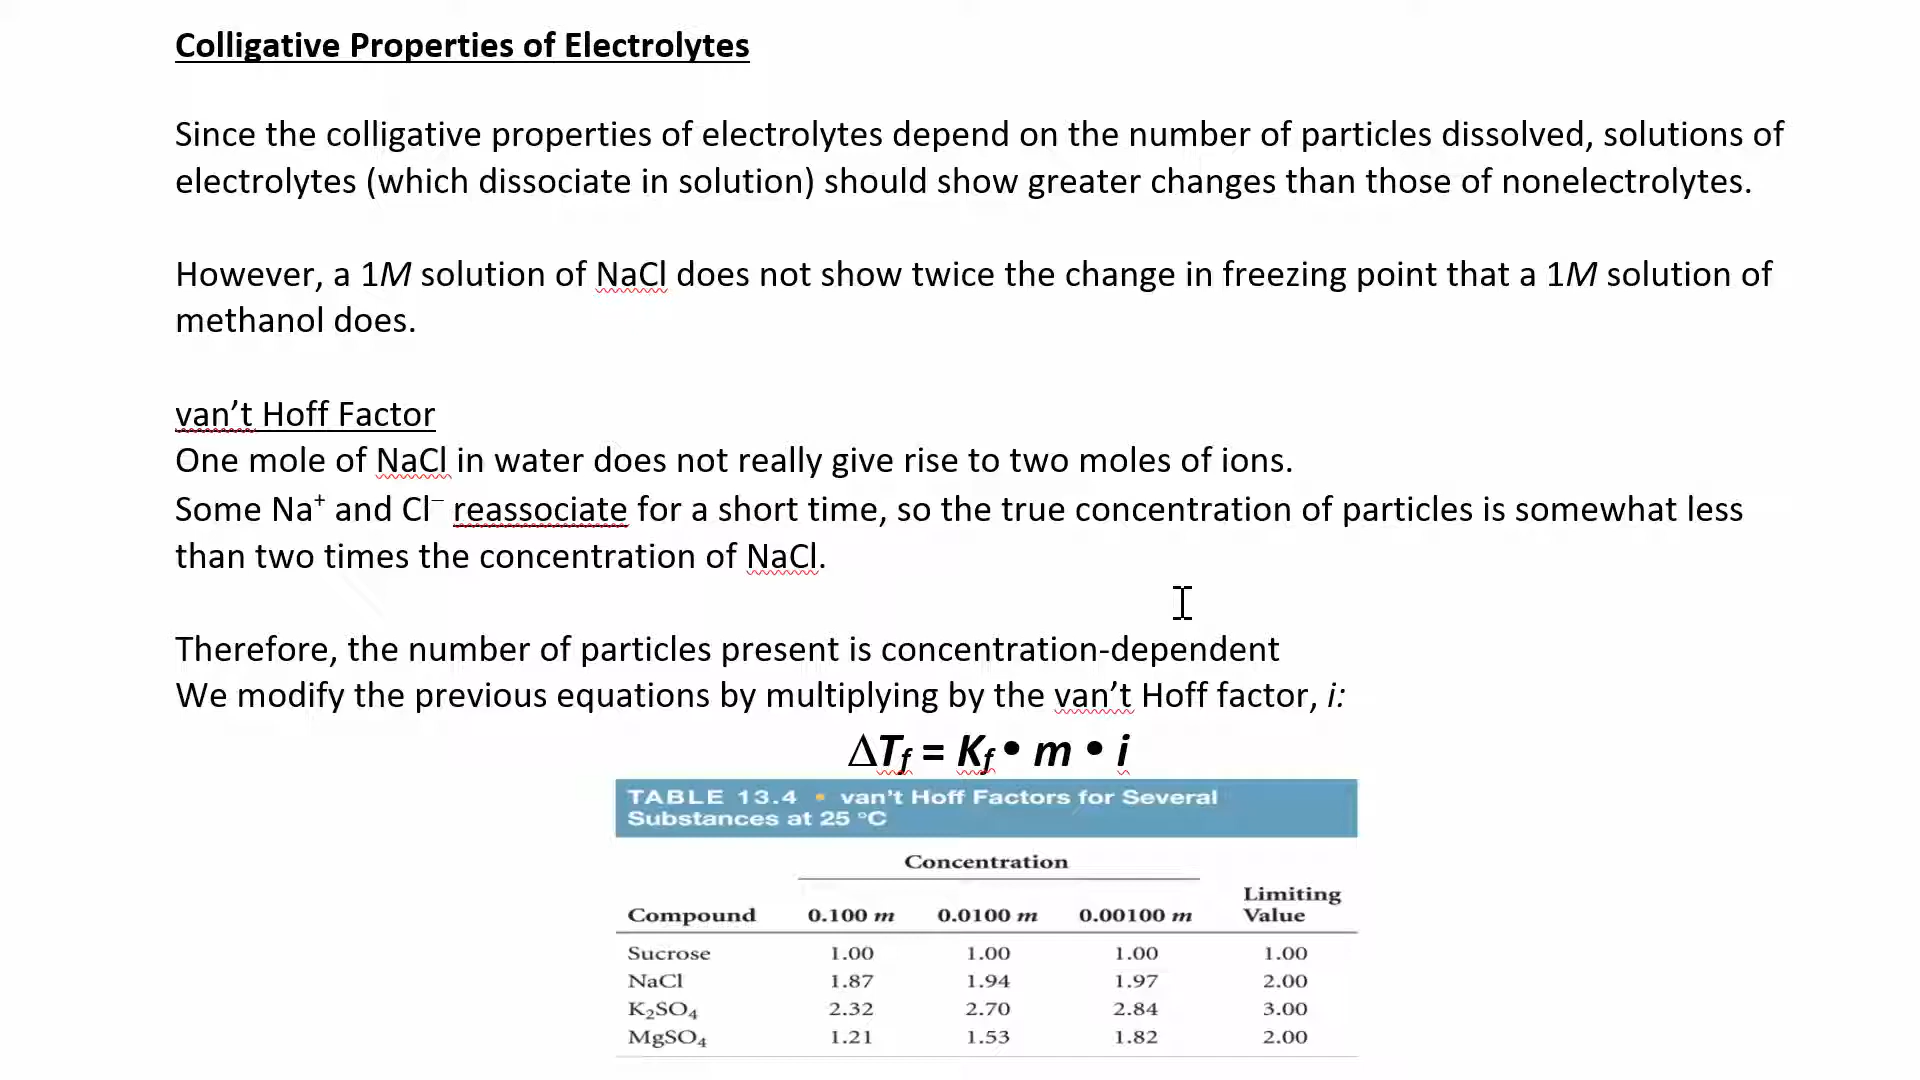 Colligative Properties of Electrolytes
Since the colligative properties of electrolytes depend on the number of particles dissolved, solutions of
electrolytes (which dissociate in solution) should show greater changes than those of nonelectrolytes.
However, a 1M solution of NaCl does not show twice the change in freezing point that a 1M solution of
methanol does.
van’t Hoff Factor
One mole of NaCl in water does not really give rise to two moles of ions.
Some Na⁺ and Cl⁻ reassociate for a short time, so the true concentration of particles is somewhat less
than two times the concentration of NaCl.
Therefore, the number of particles present is concentration-dependent
We modify the previous equations by multiplying by the van’t Hoff factor, i:
ΔTf = Kf • m • i
TABLE 13.4 • van’t Hoff Factors for Several
Substances at 25 °C
Concentration
Limiting
Compound 0.100 m 0.0100 m 0.00100 m Value
Sucrose 1.00 1.00 1.00 1.00
NaCl 1.87 1.94 1.97 2.00
K₂SO₄ 2.32 2.70 2.84 3.00
MgSO₄ 1.21 1.53 1.82 2.00